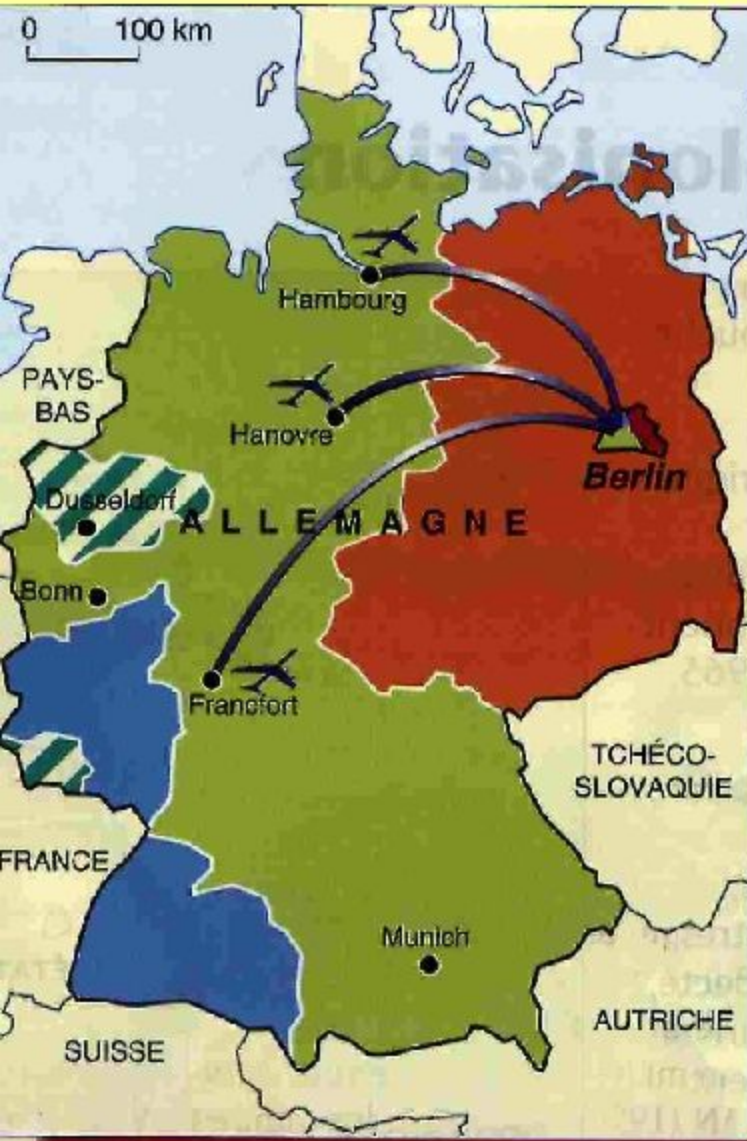 0 100 km
Hambourg
PAYS-
BAS
Hanovre
Berlin
Dusseldorf
ALLEMAGNE
Bonn
Francfort
TCHÉCO-
SLOVAQUIE
FRANCE
Munich
AUTRICHE
SUISSE